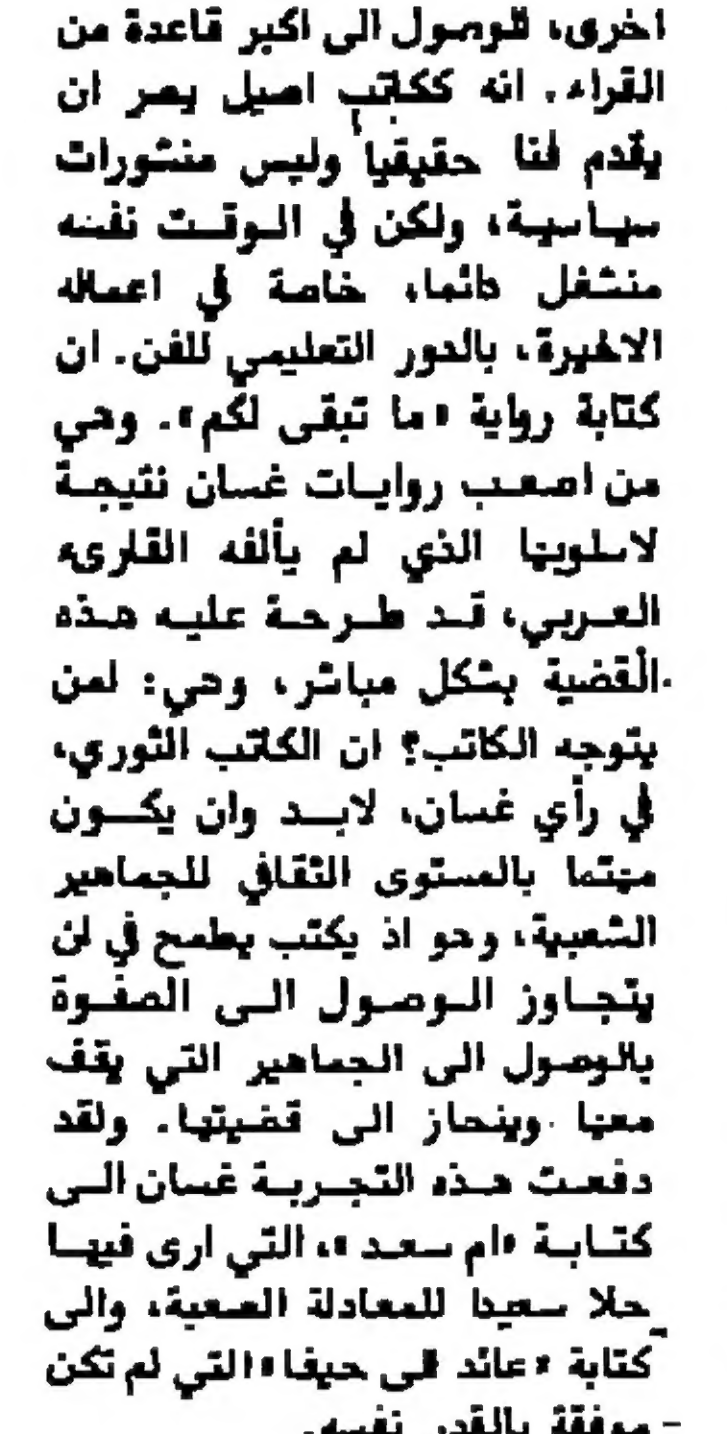 اخرى، للوصول الى اكبر قاعدة من
القراء. انه ككاتب اصيل يصر ان
يقدم فنا حقيقيا وليس منشورات
سياسية، ولكن في الوقت نفسه
منشغل دائما، خاصة في اعماله
الاخيرة، بالدور التعليمي للفن. ان
كتابة رواية «ما تبقى لكم». وهي
من اصعب روايات غسان نتيجة
لاسلوبها الذي لم يألفه القارىء
العربي، قد طرحة عليه هذه
القضية بشكل مباشر، وهي: لمن
يتوجه الكاتب؟ ان الكاتب الثوري،
في رأي غسان، لابد وان يكون
مهتما بالمستوى الثقافي للجماهير
الشعبية، وهو اذ يكتب يطمح في ان
يتجاوز الوصول الى الصفوة
بالوصول الى الجماهير التي يقف
معها وينحاز الى قضيتها. ولقد
دفعت هذه التجربة غسان الى
كتابة «ام سعد»، التي ارى فيها
حلا سعيدا للمعادلة الصعبة، والى
كتابة «عائد الى حيفا» التي لم تكن
موفقة بالقدر نفسه.